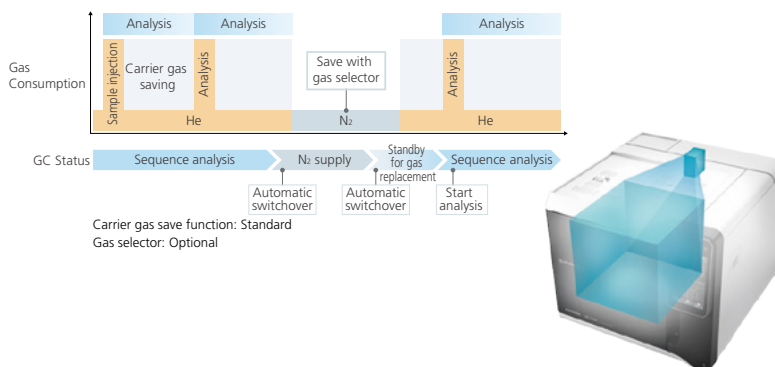 Analysis
Analysis
Analysis
Gas
Consumption
Sample injection
Carrier gas
saving
Analysis
Save with
gas selector
Analysis
He
N₂
He
GC Status
Sequence analysis
N₂ supply
Standby
for gas
replacement
Sequence analysis
Automatic
switchover
Automatic
switchover
Start
analysis
Carrier gas save function: Standard
Gas selector: Optional